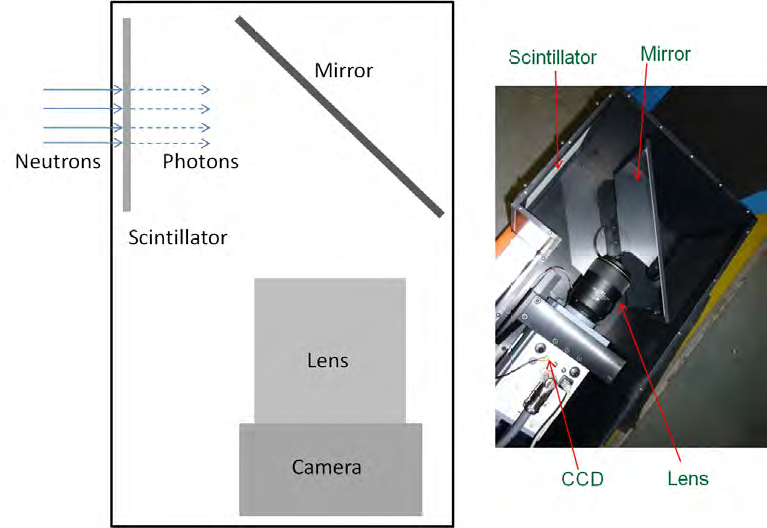 Mirror
Neutrons
Photons
Scintillator
Lens
Camera
Scintillator
Mirror
CCD
Lens